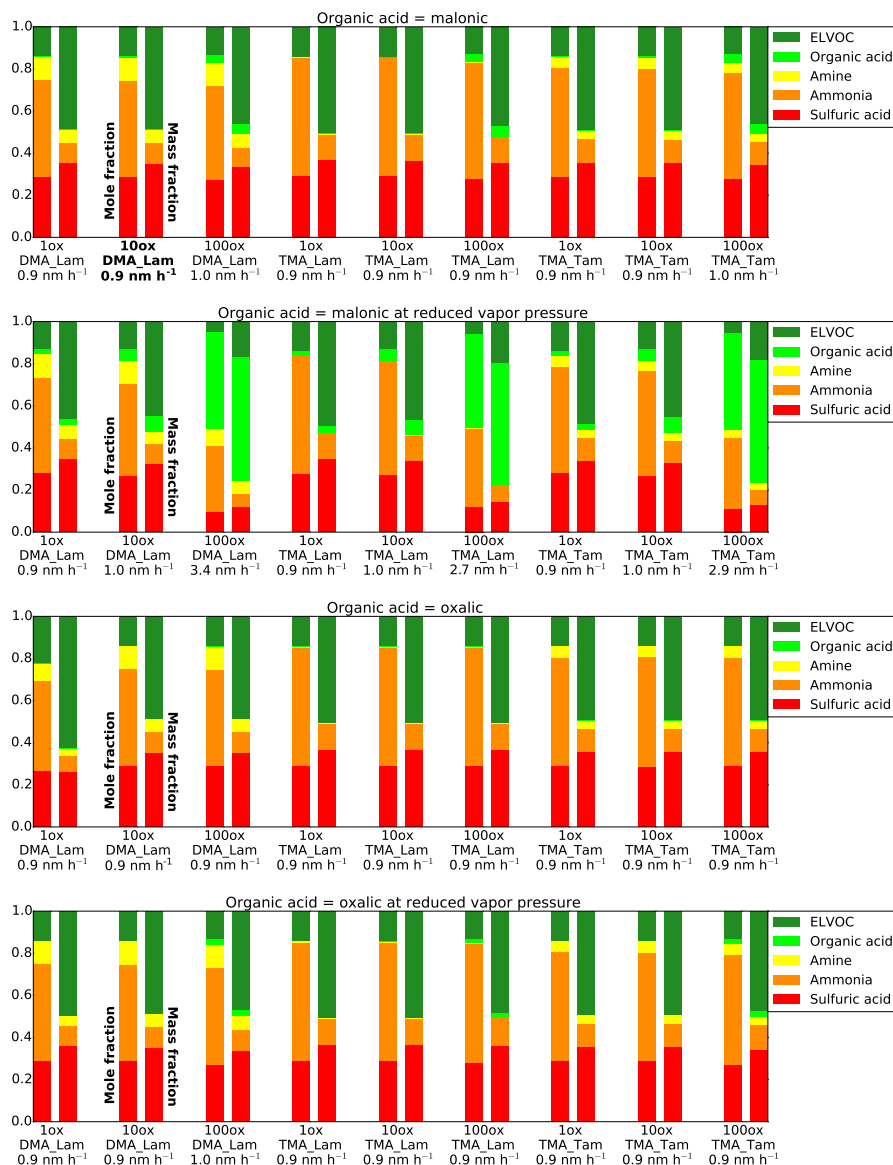 Organic acid = malonic
1.0
0.8
0.6
0.4
0.2
0.0
Mole fraction
Mass fraction
ELVOC
Organic acid
Amine
Ammonia
Sulfuric acid
1ox 10ox 100ox 1ox 10ox 100ox 1ox 10ox 100ox
DMA_Lam DMA_Lam DMA_Lam TMA_Lam TMA_Lam TMA_Lam TMA_Tam TMA_Tam TMA_Tam
0.9 nm h⁻¹ 0.9 nm h⁻¹ 1.0 nm h⁻¹ 0.9 nm h⁻¹ 0.9 nm h⁻¹ 0.9 nm h⁻¹ 0.9 nm h⁻¹ 0.9 nm h⁻¹ 1.0 nm h⁻¹
Organic acid = malonic at reduced vapor pressure
1.0
0.8
0.6
0.4
0.2
0.0
Mole fraction
Mass fraction
ELVOC
Organic acid
Amine
Ammonia
Sulfuric acid
1ox 10ox 100ox 1ox 10ox 100ox 1ox 10ox 100ox
DMA_Lam DMA_Lam DMA_Lam TMA_Lam TMA_Lam TMA_Lam TMA_Tam TMA_Tam TMA_Tam
0.9 nm h⁻¹ 1.0 nm h⁻¹ 3.4 nm h⁻¹ 0.9 nm h⁻¹ 1.0 nm h⁻¹ 2.7 nm h⁻¹ 0.9 nm h⁻¹ 1.0 nm h⁻¹ 2.9 nm h⁻¹
Organic acid = oxalic
1.0
0.8
0.6
0.4
0.2
0.0
Mole fraction
Mass fraction
ELVOC
Organic acid
Amine
Ammonia
Sulfuric acid
1ox 10ox 100ox 1ox 10ox 100ox 1ox 10ox 100ox
DMA_Lam DMA_Lam DMA_Lam TMA_Lam TMA_Lam TMA_Lam TMA_Tam TMA_Tam TMA_Tam
0.9 nm h⁻¹ 0.9 nm h⁻¹ 0.9 nm h⁻¹ 0.9 nm h⁻¹ 0.9 nm h⁻¹ 0.9 nm h⁻¹ 0.9 nm h⁻¹ 0.9 nm h⁻¹ 0.9 nm h⁻¹
Organic acid = oxalic at reduced vapor pressure
1.0
0.8
0.6
0.4
0.2
0.0
Mole fraction
Mass fraction
ELVOC
Organic acid
Amine
Ammonia
Sulfuric acid
1ox 10ox 100ox 1ox 10ox 100ox 1ox 10ox 100ox
DMA_Lam DMA_Lam DMA_Lam TMA_Lam TMA_Lam TMA_Lam TMA_Tam TMA_Tam TMA_Tam
0.9 nm h⁻¹ 0.9 nm h⁻¹ 1.0 nm h⁻¹ 0.9 nm h⁻¹ 0.9 nm h⁻¹ 0.9 nm h⁻¹ 0.9 nm h⁻¹ 0.9 nm h⁻¹ 0.9 nm h⁻¹